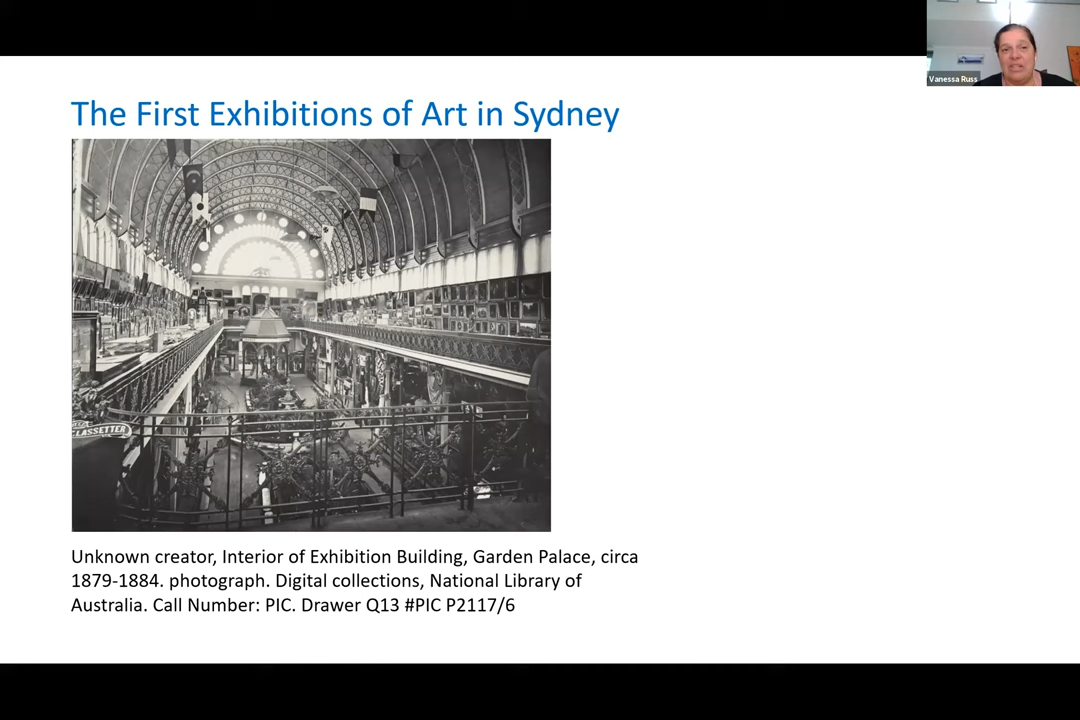 Vanessa Russ
The First Exhibitions of Art in Sydney
LASSETTER
Unknown creator, Interior of Exhibition Building, Garden Palace, circa
1879-1884. photograph. Digital collections, National Library of
Australia. Call Number: PIC. Drawer Q13 #PIC P2117/6